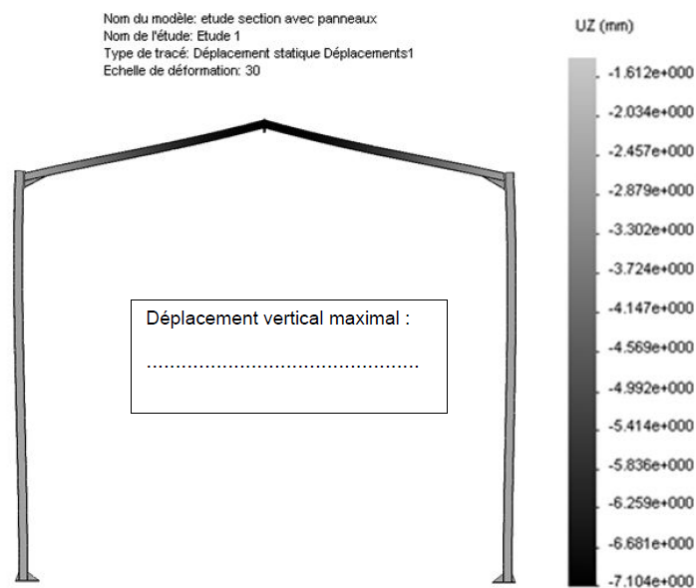 Nom du modèle: etude section avec panneaux
Nom de l'étude: Etude 1
Type de tracé: Déplacement statique Déplacements1
Echelle de déformation: 30
UZ (mm)
-1.612e+000
-2.034e+000
-2.457e+000
-2.879e+000
-3.302e+000
-3.724e+000
-4.147e+000
-4.569e+000
-4.992e+000
-5.414e+000
-5.836e+000
-6.259e+000
-6.681e+000
-7.104e+000
Déplacement vertical maximal :
...............................................